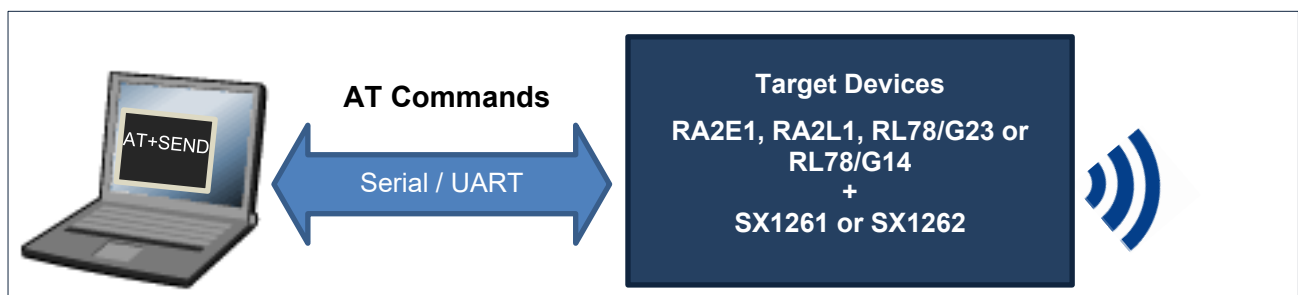 AT+SEND
AT Commands
Serial / UART
Target Devices
RA2E1, RA2L1, RL78/G23 or
RL78/G14
+
SX1261 or SX1262